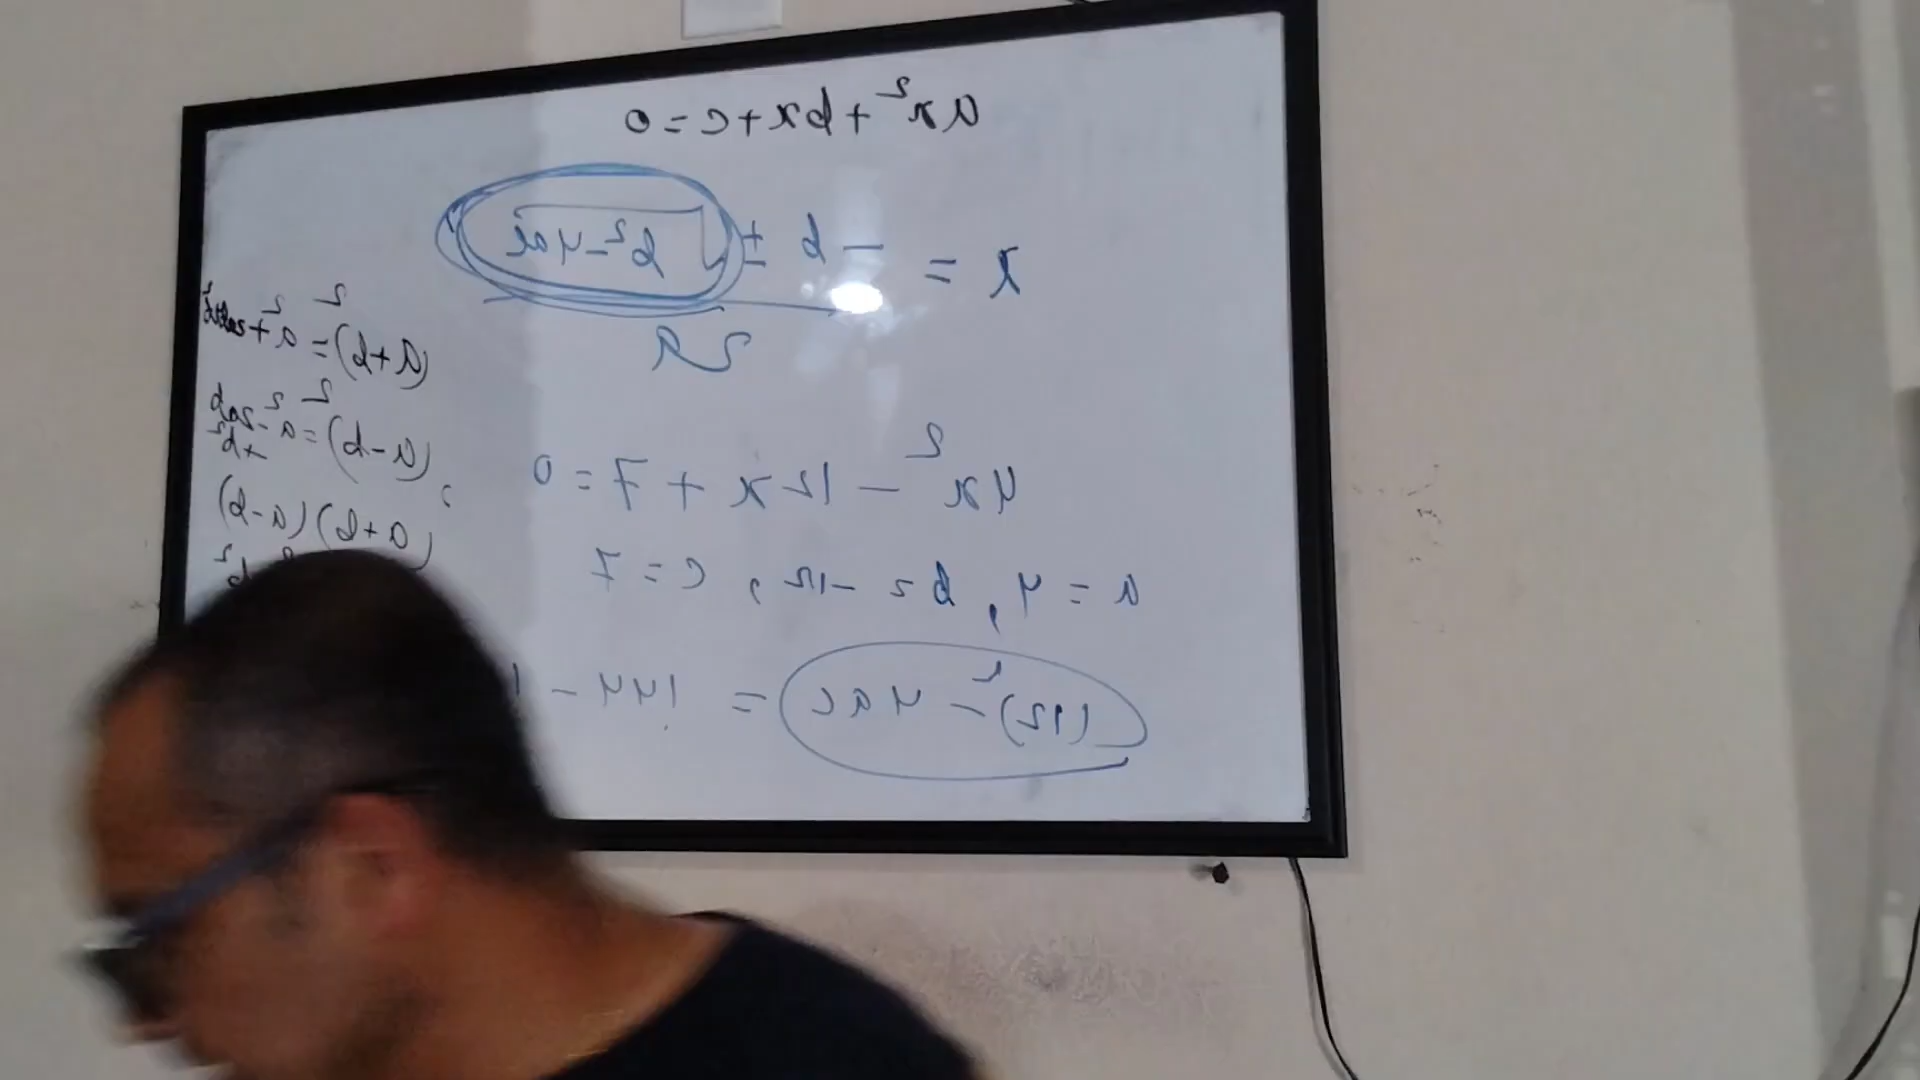 ax²+bx+c=0
x = -b ± √b²-4ac
2a
4x² - 12x + 7 = 0
a = 4, b = -12, c = 7
(12)² - 4ac = 144 - 1
(a+b)² = a²+2ab+b²
(a-b)² = a²-2ab
+b²
(a+b)(a-b)
b²